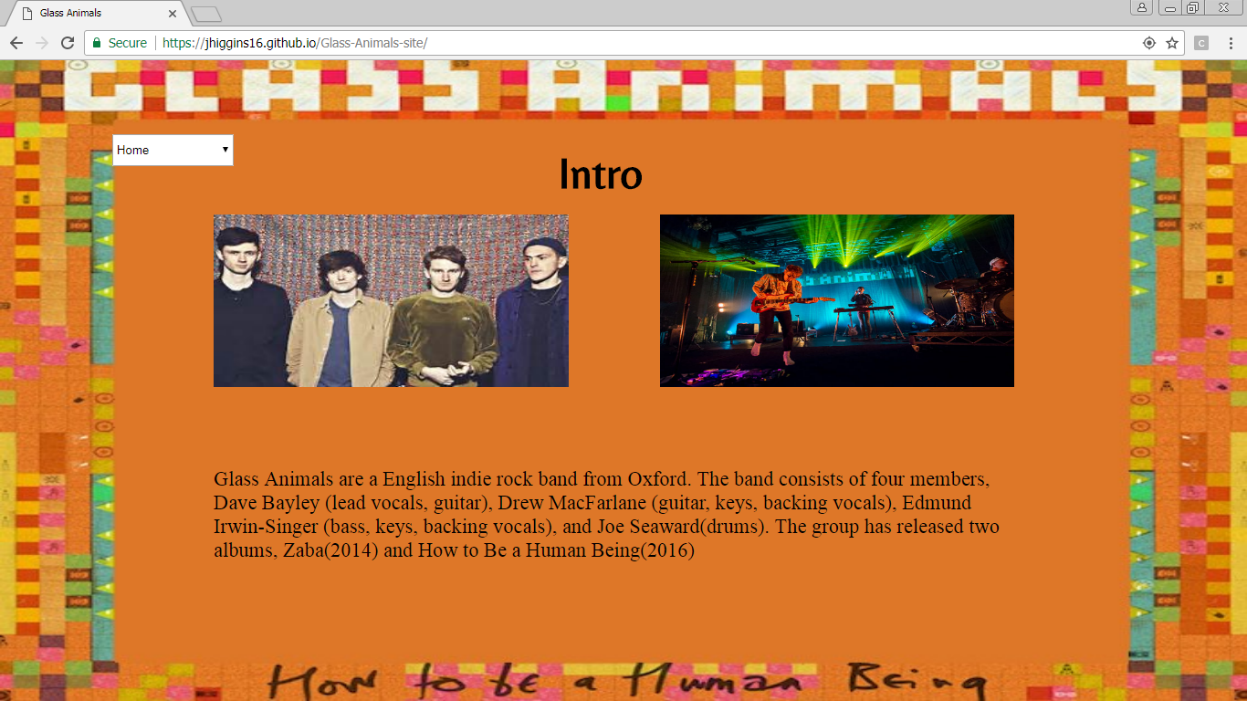 Glass Animals
Secure
https://jhiggins16.github.io/Glass-Animals-site/
C
GLASS ANIMALS
Home
Intro
Glass Animals are a English indie rock band from Oxford. The band consists of four members,
Dave Bayley (lead vocals, guitar), Drew MacFarlane (guitar, keys, backing vocals), Edmund
Irwin-Singer (bass, keys, backing vocals), and Joe Seaward(drums). The group has released two
albums, Zaba(2014) and How to Be a Human Being(2016)
How to be a Human Being